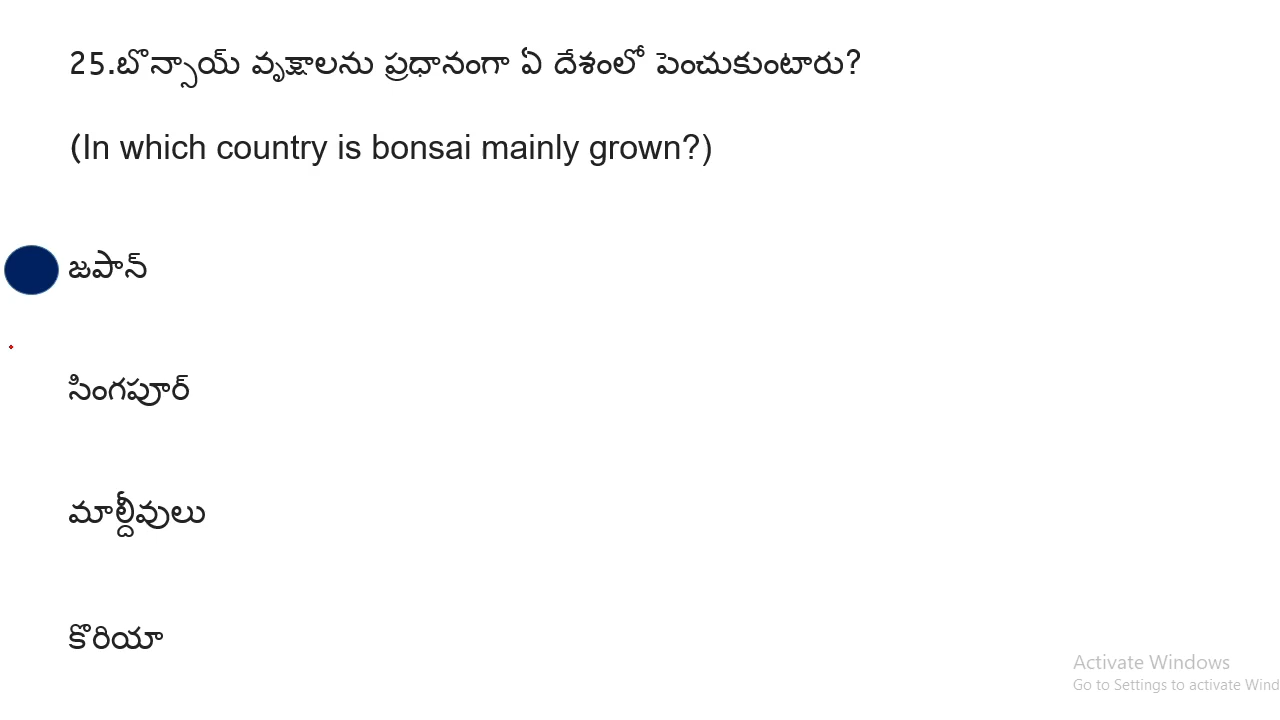 25.బొన్సాయ్ వృక్షాలను ప్రధానంగా ఏ దేశంలో పెంచుకుంటారు?
(In which country is bonsai mainly grown?)
జపాన్
సింగపూర్
మాల్దీవులు
కొరియా
Activate Windows
Go to Settings to activate Wind